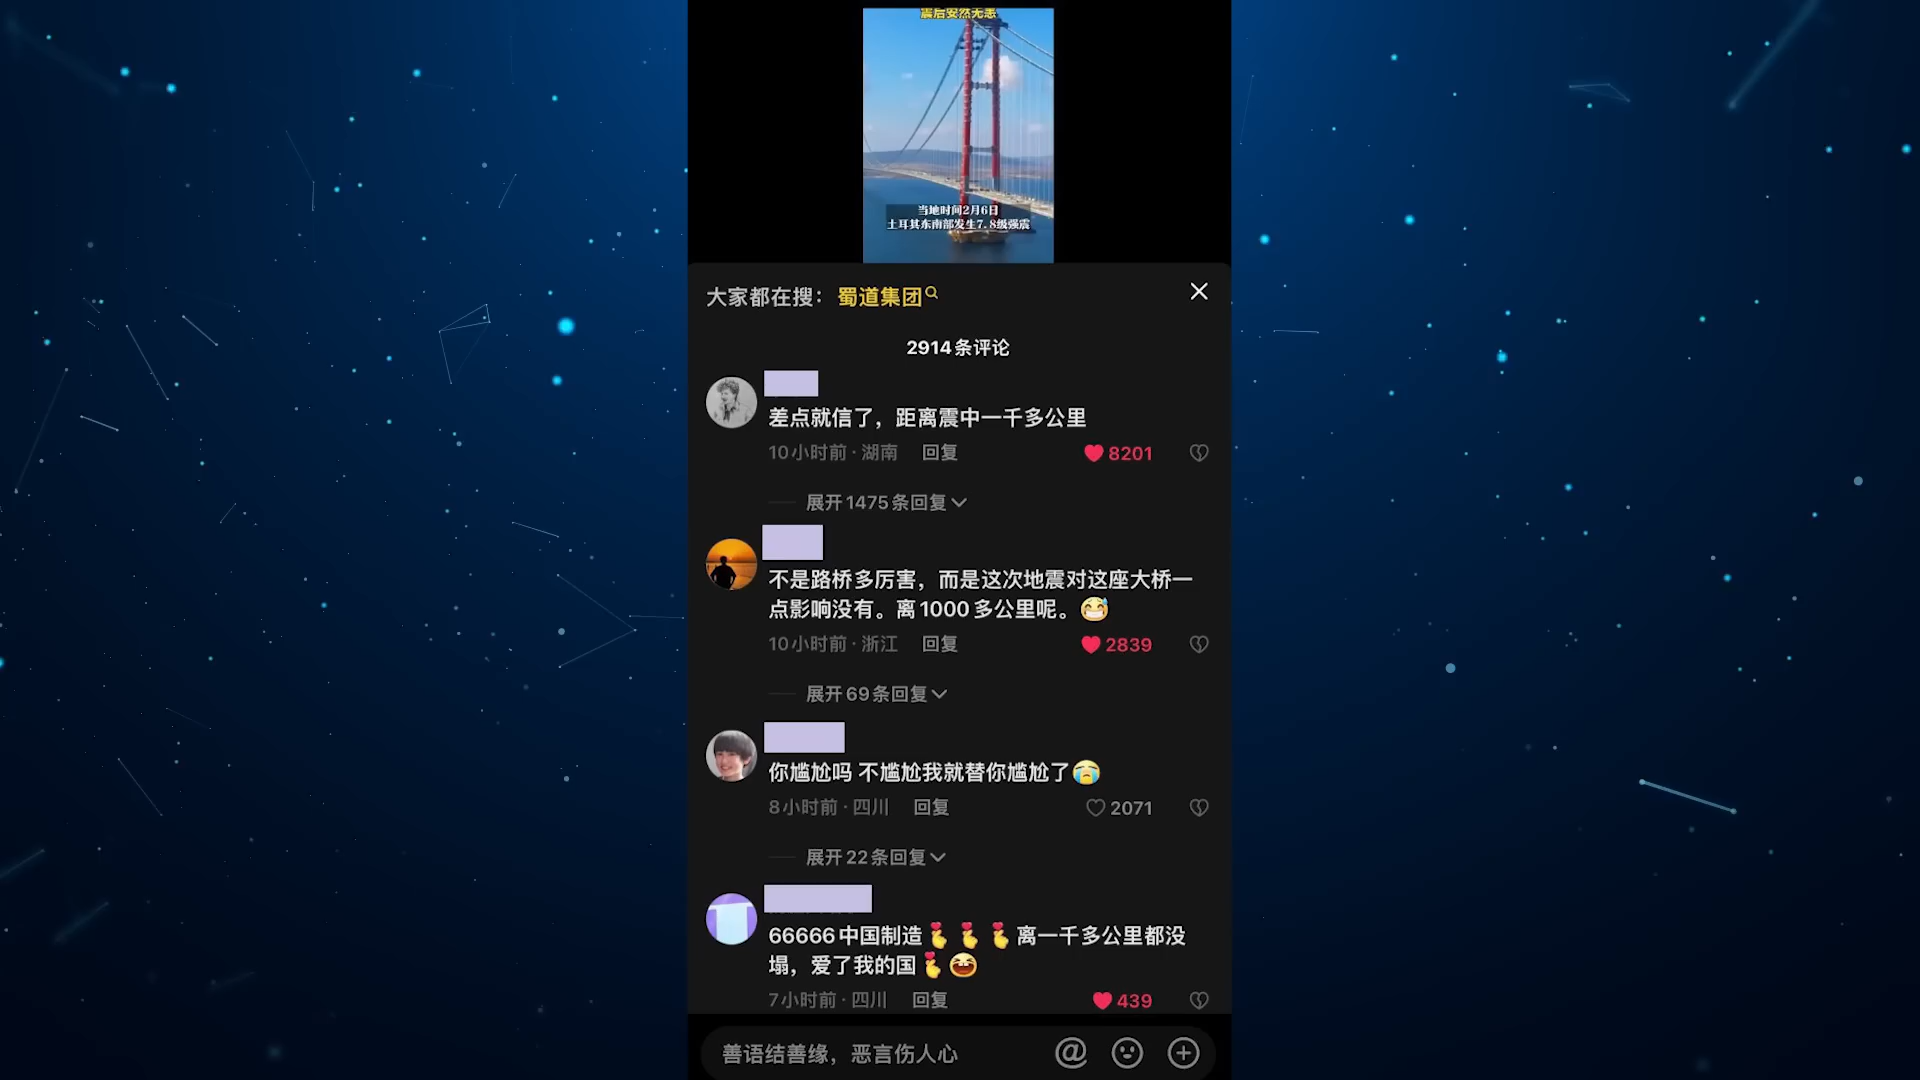 震后安然无恙
当地时间2月6日
土耳其东南部发生7.8级强震
大家都在搜：蜀道集团
2914条评论
差点就信了，距离震中一千多公里
10小时前·湖南 回复 8201
展开1475条回复
不是路桥多厉害，而是这次地震对这座大桥一
点影响没有。离1000多公里呢。
10小时前·浙江 回复 2839
展开69条回复
你尴尬吗 不尴尬我就替你尴尬了
8小时前·四川 回复 2071
展开22条回复
66666中国制造离一千多公里都没
塌，爱了我的国
7小时前·四川 回复 439
善语结善缘，恶言伤人心